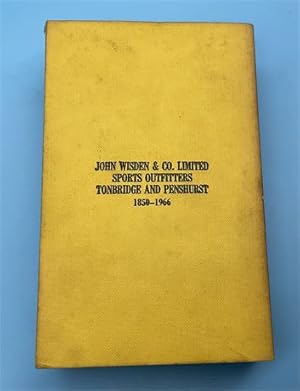 JOHN WISDEN & CO. LIMITED
SPORTS OUTFITTERS
TONBRIDGE AND PENSHURST
1850–1966